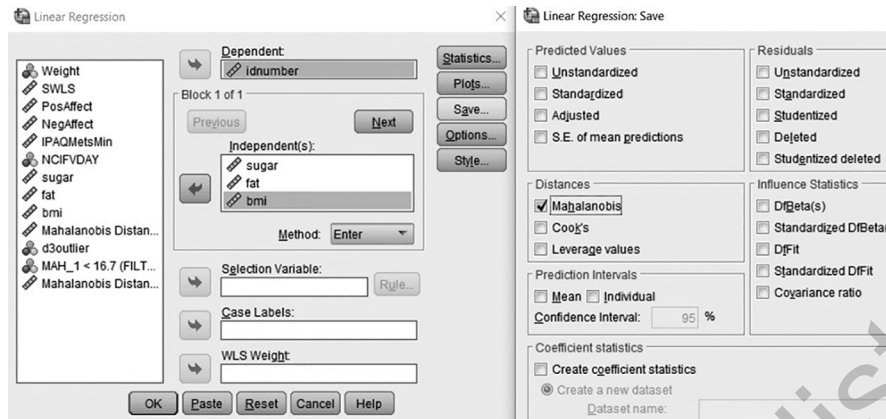 Linear Regression
Weight
SWLS
PosAffect
NegAffect
IPAQMetsMin
NCIFVDAY
sugar
fat
bmi
Mahalanobis Distan...
d3outlier
MAH_1 < 16.7 (FILT...
Mahalanobis Distan...
Dependent:
idnumber
Block 1 of 1
Previous
Next
Independent(s):
sugar
fat
bmi
Method: Enter
Selection Variable:
Rule...
Case Labels:
WLS Weight:
Statistics...
Plots...
Save...
Options...
Style...
OK Paste Reset Cancel Help
Linear Regression: Save
Predicted Values
Unstandardized
Standardized
Adjusted
S.E. of mean predictions
Residuals
Unstandardized
Standardized
Studentized
Deleted
Studentized deleted
Distances
Mahalanobis
Cook's
Leverage values
Influence Statistics
DfBeta(s)
Standardized DfBeta
DfFit
Standardized DfFit
Covariance ratio
Prediction Intervals
Mean Individual
Confidence Interval: 95 %
Coefficient statistics
Create coefficient statistics
Create a new dataset
Dataset name: